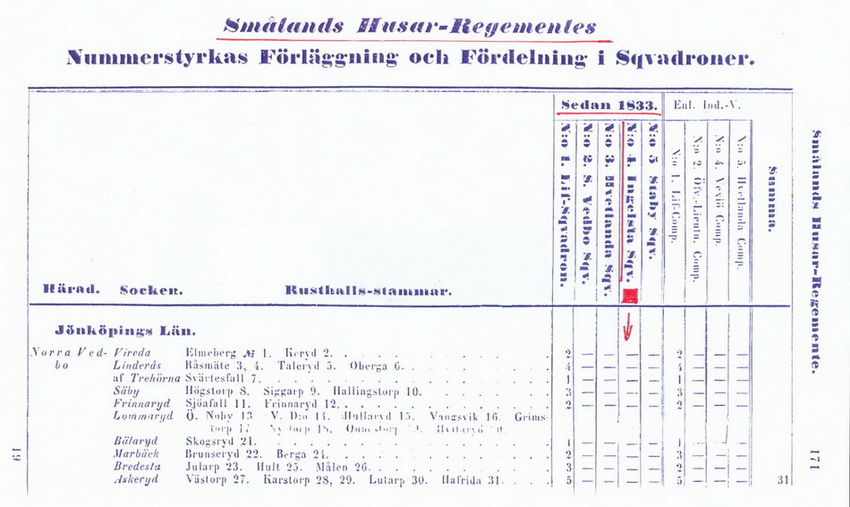 Smålands Husar-Regementes
Nummerstyrkas Förläggning och Fördelning i Sqvadroner.
Sedan 1833. Enl. Ind.-V.
N:o 1. Lif-Sqvadron.
N:o 2. S. Vedbo Sqv.
N:o 3. Hvetlanda Sqv.
N:o 4. Ingelsta Sqv.
N:o 5 Staby Sqv.
N:o 1. Lif-Comp.
N:o 2. Öfv.-Lieutn. Comp.
N:o 4. Vexiö Comp.
N:o 5. Hvetlanda Comp.
Summa.
Härad. Socken. Rusthalls-stammar.
Jönköpings Län.
Norra Ved- Vireda Elmeberg № 1. Keryd 2. 2 — — — — 2 — — —
bo Linderås Råsmäte 3, 4. Taleryd 5. Oberga 6. 4 — — — — 4 — — —
af Trehörna Svärtesfall 7. 1 — — — — 1 — — —
Säby Högstorp 8. Siggarp 9. Hallingstorp 10. 3 — — — — 3 — — —
Frinnaryd Sjöafall 11. Frinnaryd 12. 2 — — — — 2 — — —
Lommaryd Ö. Noby 13 V. D:o 14. Hullaryd 15. Vangsvik 16. Grims-
torp 17
Bälaryd Skogsryd 21. 1 — — — — 1 — — —
Marbäck Brunseryd 22. Berga 24. 2 — — — — 3 — — —
Bredesta Jularp 23. Hult 25. Målen 26. 3 — — — — 2 — — —
Askeryd Västorp 27. Karstorp 28, 29. Lutarp 30. Hafrida 31. 5 — — — — 5 — — — 31
Smålands Husar-Regemente.
171
19